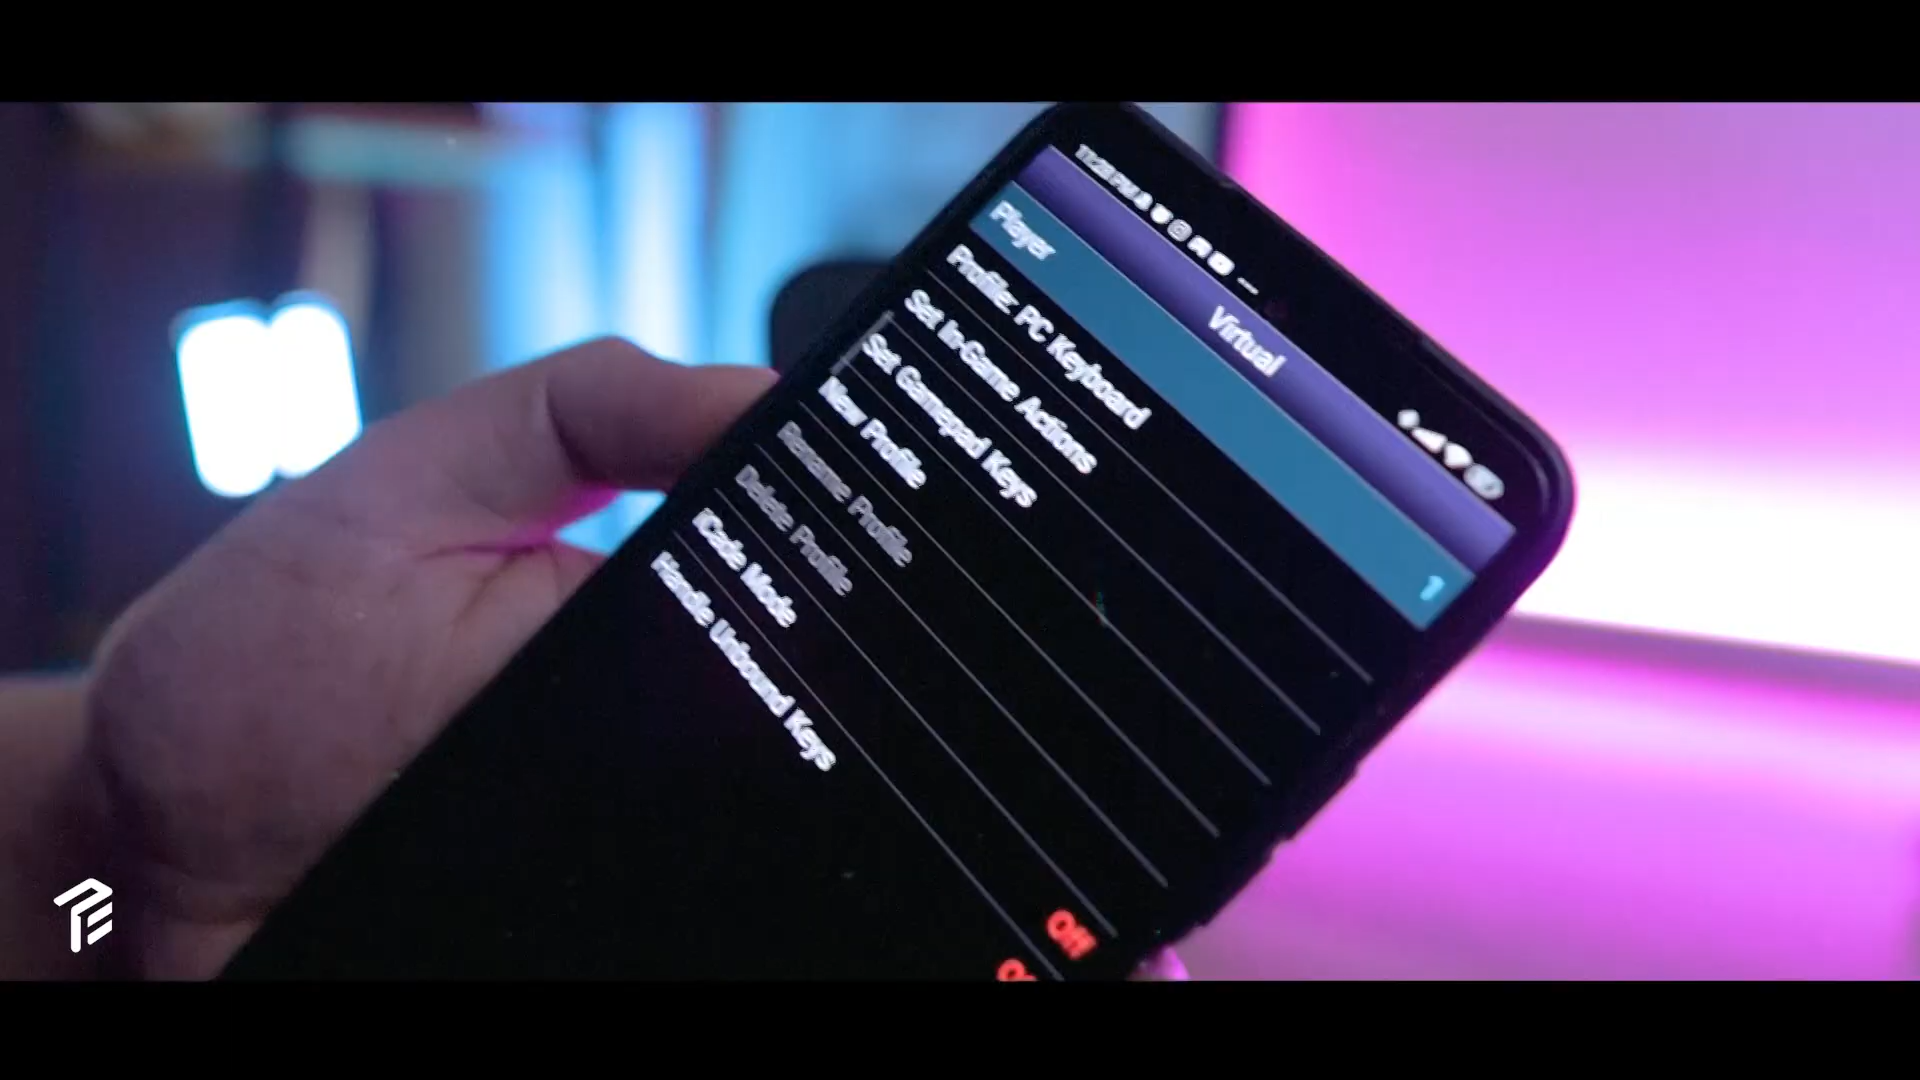 Virtual
Player 1
Profile: PC Keyboard
Set In-Game Actions
Set Gamepad Keys
New Profile
Rename Profile
Delete Profile
iCade Mode Off
Handle Unbound Keys